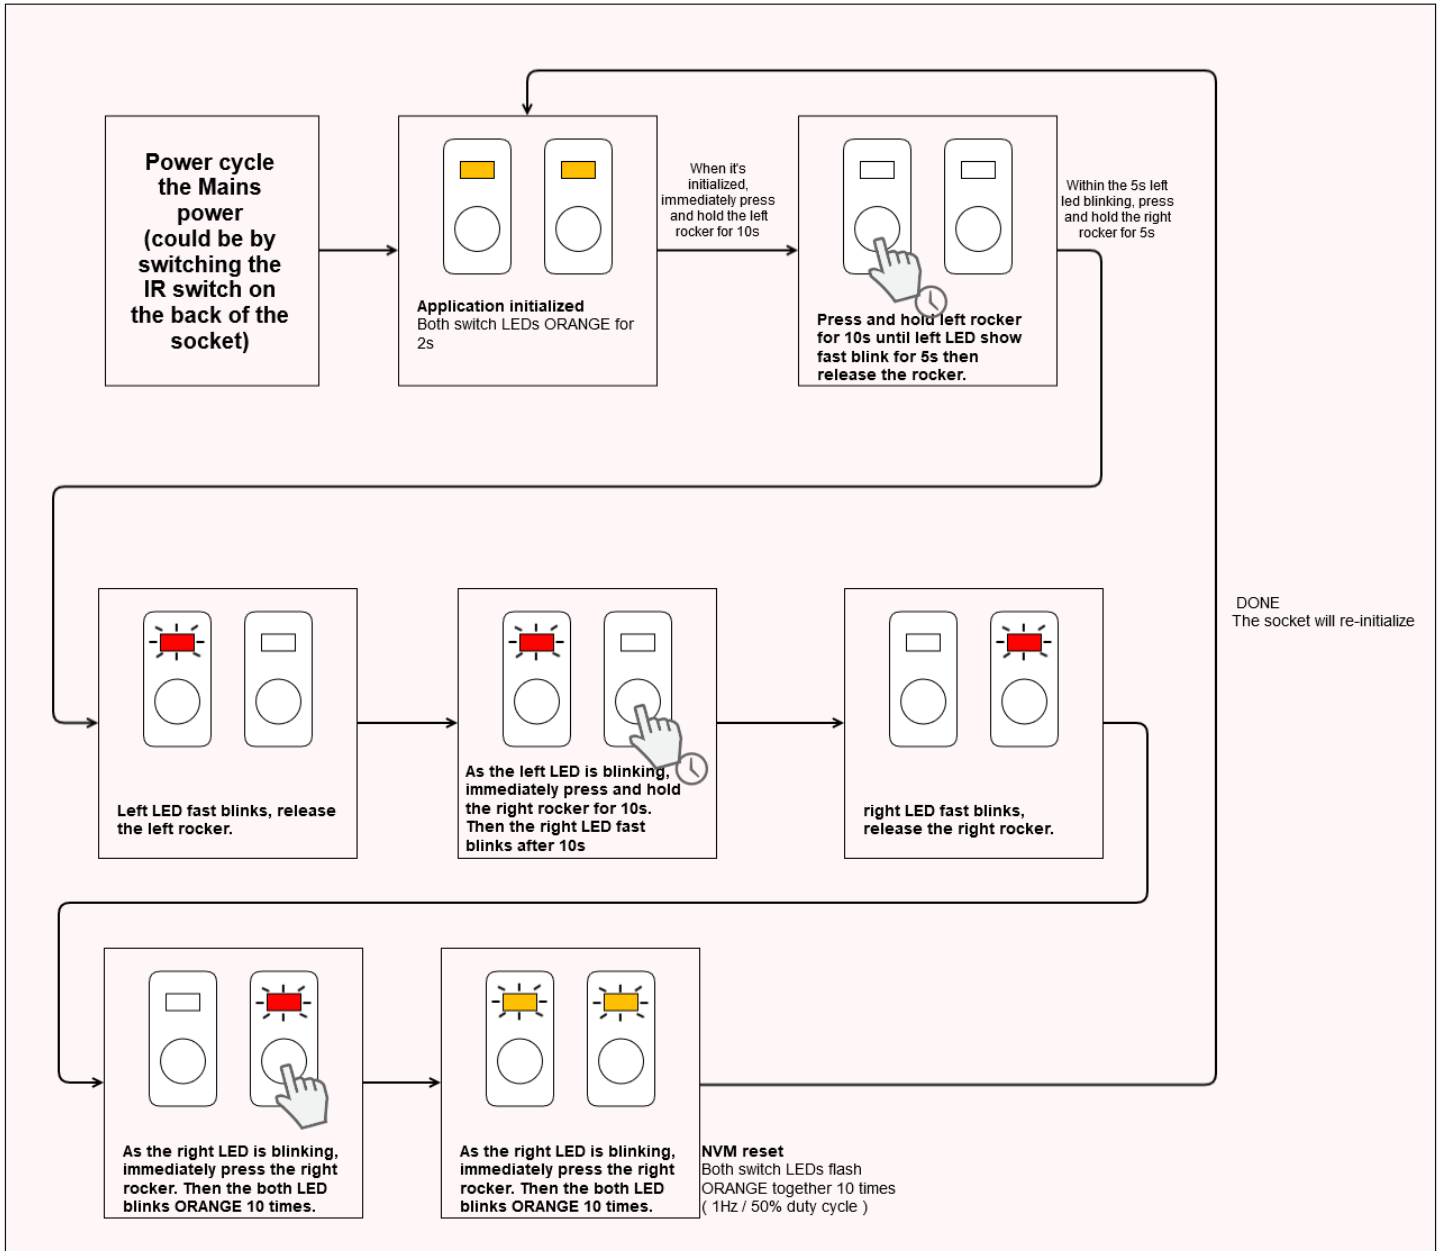 Power cycle
the Mains
power
(could be by
switching the
IR switch on
the back of the
socket)
Application initialized
Both switch LEDs ORANGE for
2s
When it's
initialized,
immediately press
and hold the left
rocker for 10s
Press and hold left rocker
for 10s until left LED show
fast blink for 5s then
release the rocker.
Within the 5s left
led blinking, press
and hold the right
rocker for 5s
Left LED fast blinks, release
the left rocker.
As the left LED is blinking,
immediately press and hold
the right rocker for 10s.
Then the right LED fast
blinks after 10s
right LED fast blinks,
release the right rocker.
DONE
The socket will re-initialize
As the right LED is blinking,
immediately press the right
rocker. Then the both LED
blinks ORANGE 10 times.
As the right LED is blinking,
immediately press the right
rocker. Then the both LED
blinks ORANGE 10 times.
NVM reset
Both switch LEDs flash
ORANGE together 10 times
( 1Hz / 50% duty cycle )